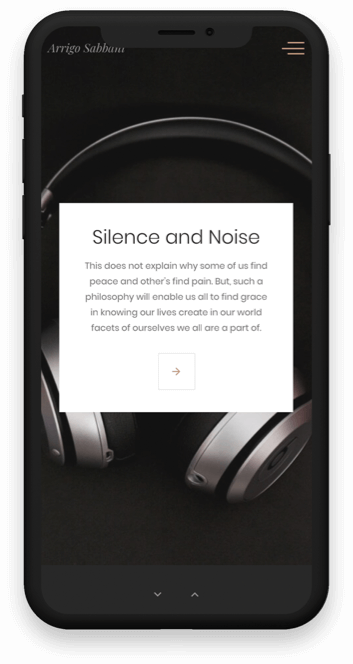 Arrigo Sabbani
Silence and Noise
This does not explain why some of us find
peace and other's find pain. But, such a
philosophy will enable us all to find grace
in knowing our lives create in our world
facets of ourselves we all are a part of.